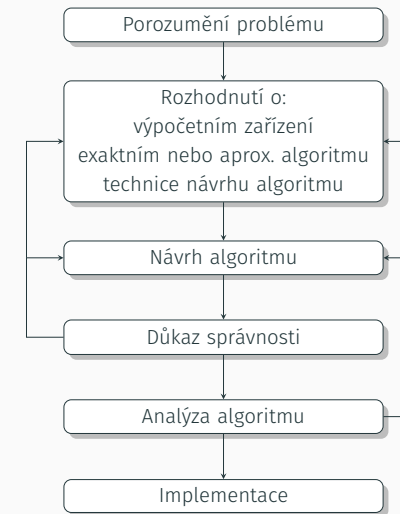 Porozumění problému
Rozhodnutí o:
výpočetním zařízení
exaktním nebo aprox. algoritmu
technice návrhu algoritmu
Návrh algoritmu
Důkaz správnosti
Analýza algoritmu
Implementace